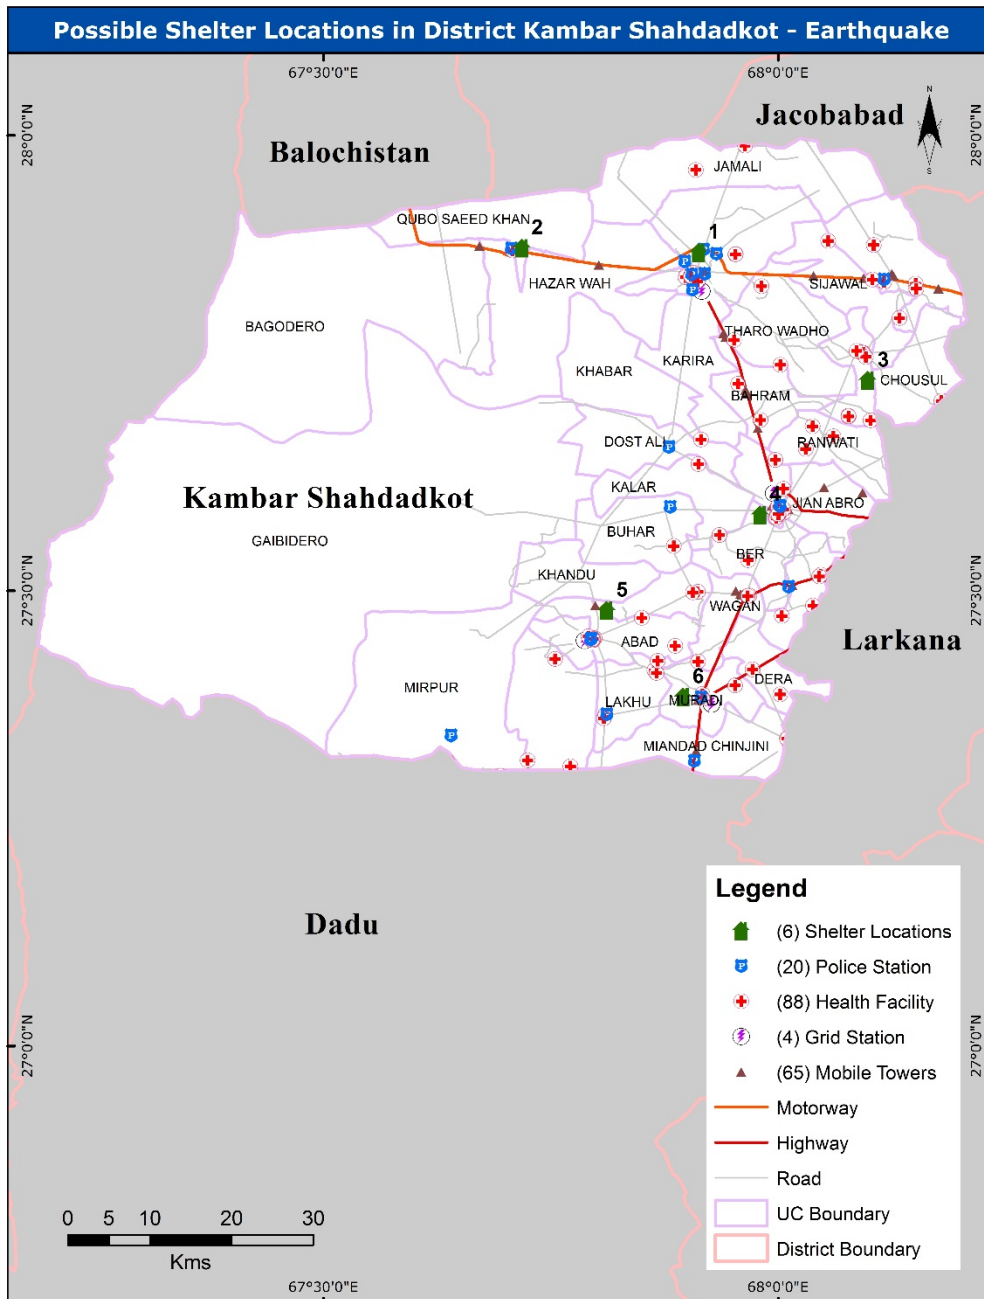 Possible Shelter Locations in District Kambar Shahdadkot - Earthquake
67°30'0"E
68°0'0"E
28°0'0"N
28°0'0"N
Jacobabad
N
S
Balochistan
JAMALI
QUBO SAEED KHAN
2
1
HAZAR WAH
SIJAWAL
BAGODERO
THARO WADHO
KARIRA
3
KHABAR
CHOUSUL
BAHRAM
DOST ALI
RANWATI
Kambar Shahdadkot
KALAR
4
JIAN ABRO
GAIBIDERO
BUHAR
BER
KHANDU
5
27°30'0"N
27°30'0"N
WAGAN
ABAD
Larkana
6
DERA
MIRPUR
LAKHU
MURADI
MIANDAD CHINJINI
Dadu
Legend
(6) Shelter Locations
(20) Police Station
(88) Health Facility
(4) Grid Station
(65) Mobile Towers
Motorway
Highway
Road
UC Boundary
District Boundary
27°0'0"N
27°0'0"N
0 5 10 20 30
Kms
67°30'0"E
68°0'0"E